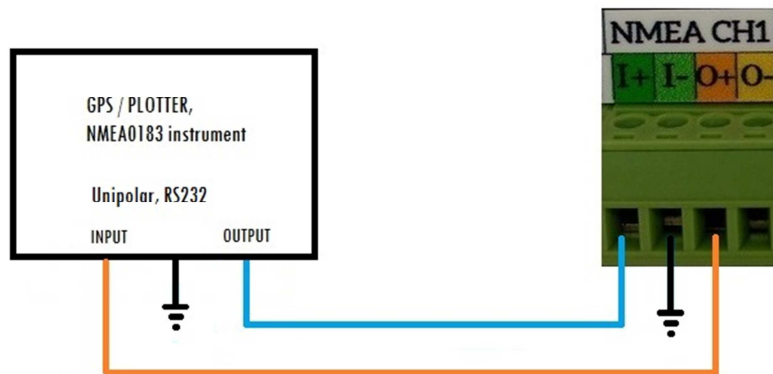 GPS / PLOTTER,
NMEA0183 instrument
Unipolar, RS232
INPUT
OUTPUT
NMEA CH1
I+ I- O+ O-